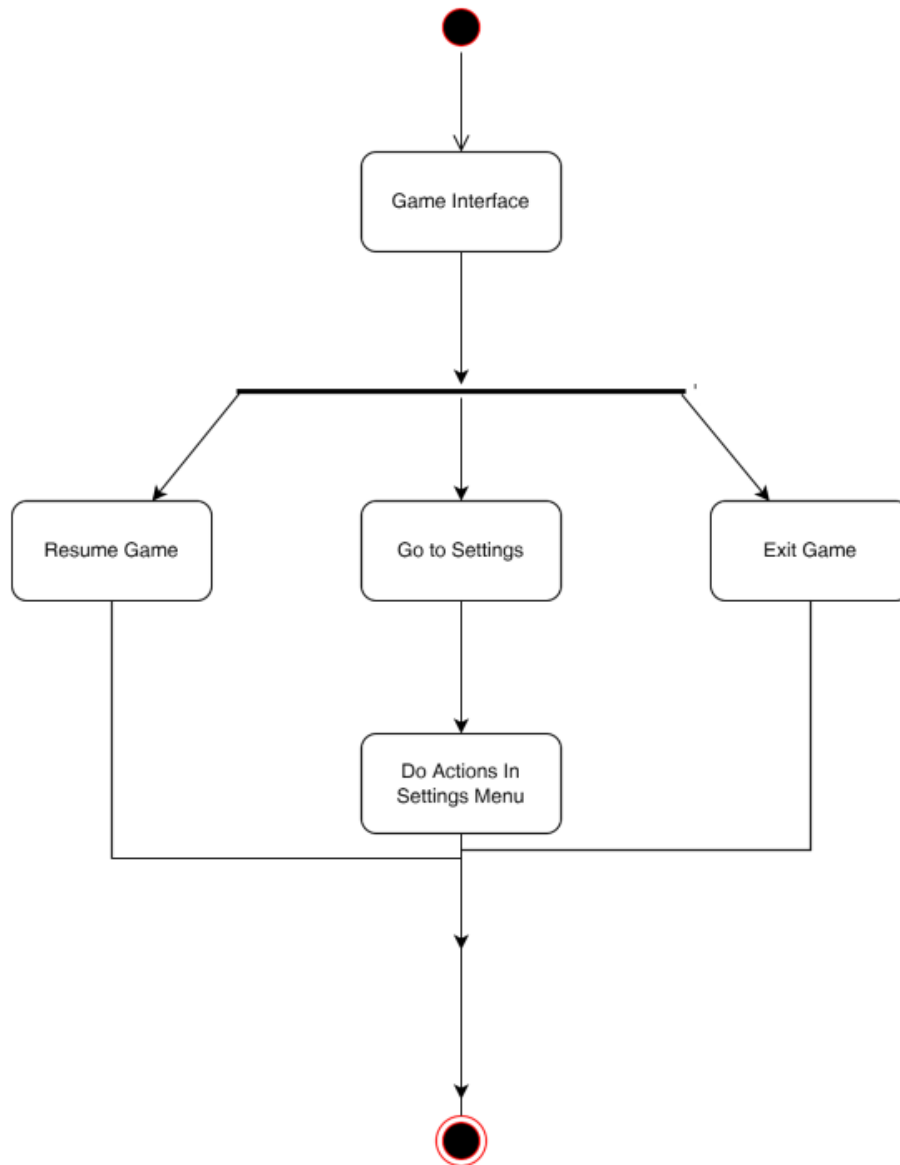 Game Interface
'
Resume Game
Go to Settings
Exit Game
Do Actions In
Settings Menu